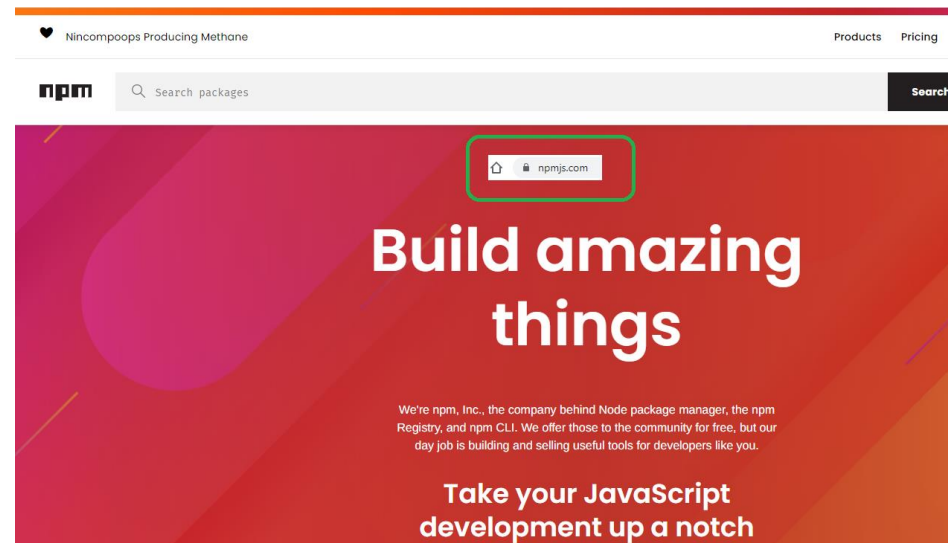 Nincompoops Producing Methane
Products Pricing
npm Search packages Search
npmjs.com
Build amazing
things
We're npm, Inc., the company behind Node package manager, the npm
Registry, and npm CLI. We offer those to the community for free, but our
day job is building and selling useful tools for developers like you.
Take your JavaScript
development up a notch